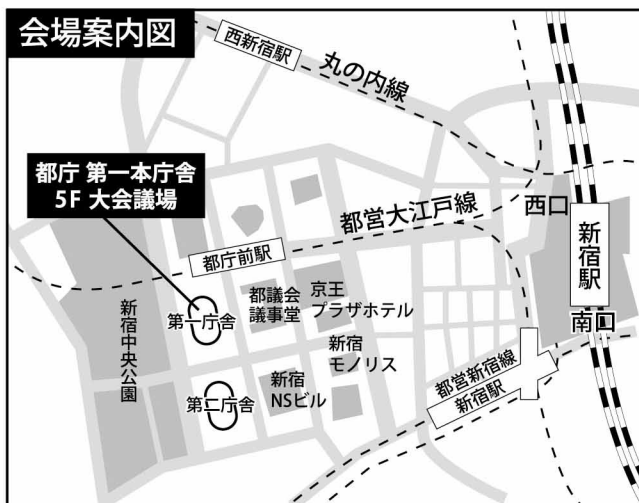 会場案内図
西新宿駅
丸の内線
都庁 第一本庁舎
5F 大会議場
都営大江戸線
西口
新宿駅
南口
都庁前駅
新宿中央公園
第一庁舎
都議会
議事堂
京王
プラザホテル
新宿
モノリス
第二庁舎
新宿
NSビル
都営新宿線
新宿駅